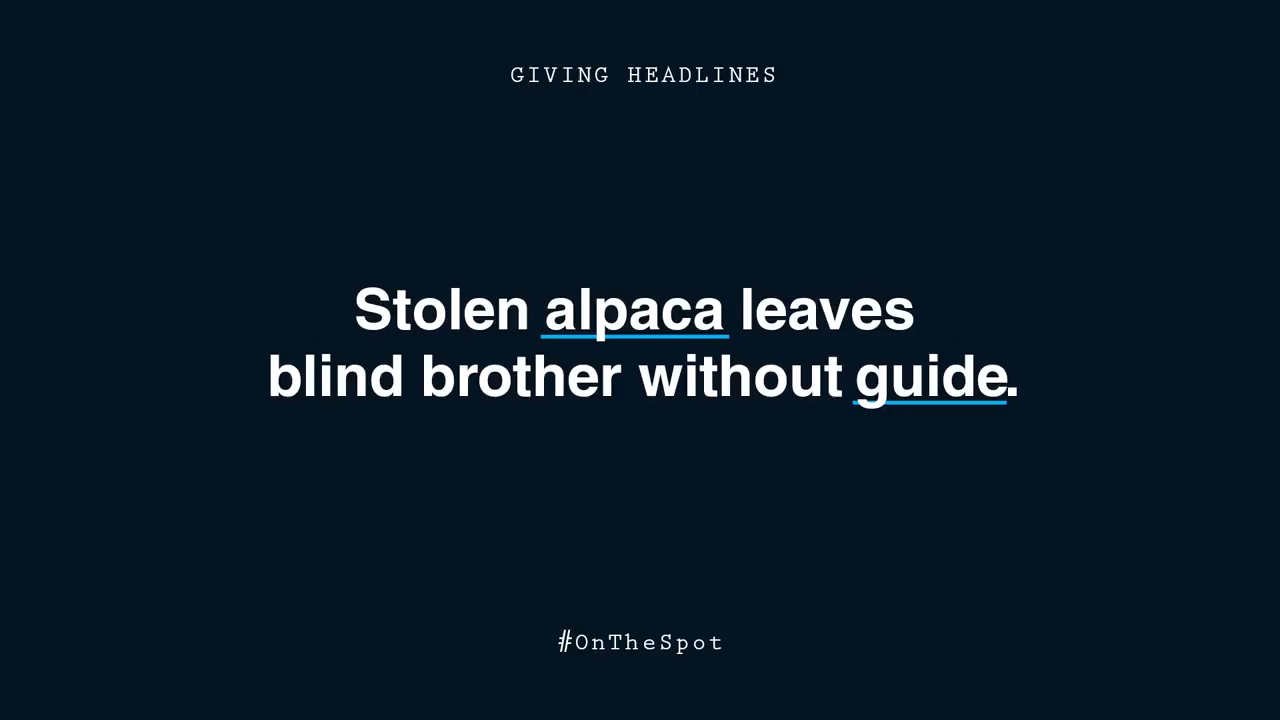 GIVING HEADLINES
Stolen alpaca leaves
blind brother without guide.
#OnTheSpot